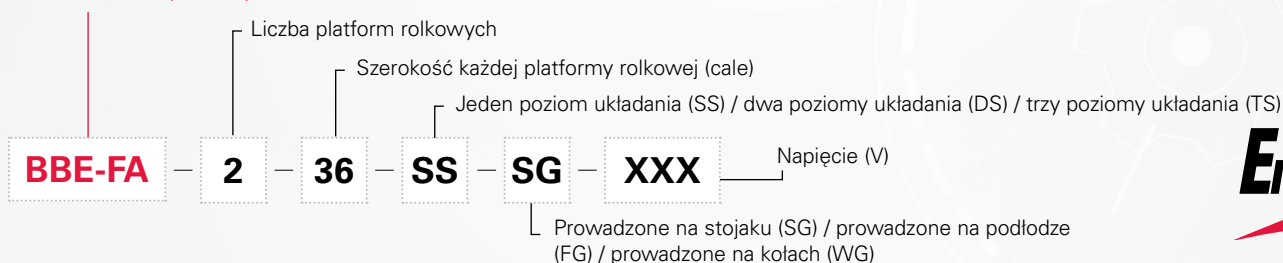 Liczba platform rolkowych
Szerokość każdej platformy rolkowej (cale)
Jeden poziom układania (SS) / dwa poziomy układania (DS) / trzy poziomy układania (TS)
BBE-FA – 2 – 36 – SS – SG – XXX
Napięcie (V)
Prowadzone na stojaku (SG) / prowadzone na podłodze
(FG) / prowadzone na kołach (WG)